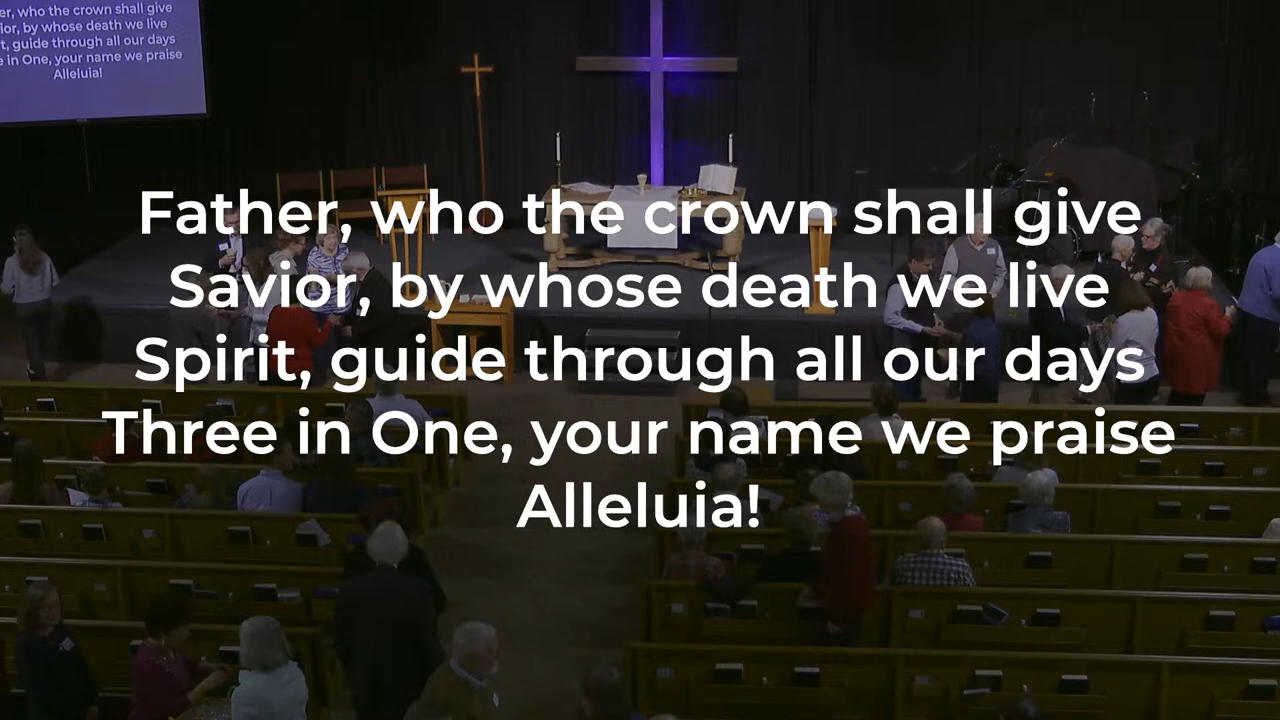 er, who the crown shall give
ior, by whose death we live
t, guide through all our days
e in One, your name we praise
Alleluia!
Father, who the crown shall give
Savior, by whose death we live
Spirit, guide through all our days
Three in One, your name we praise
Alleluia!